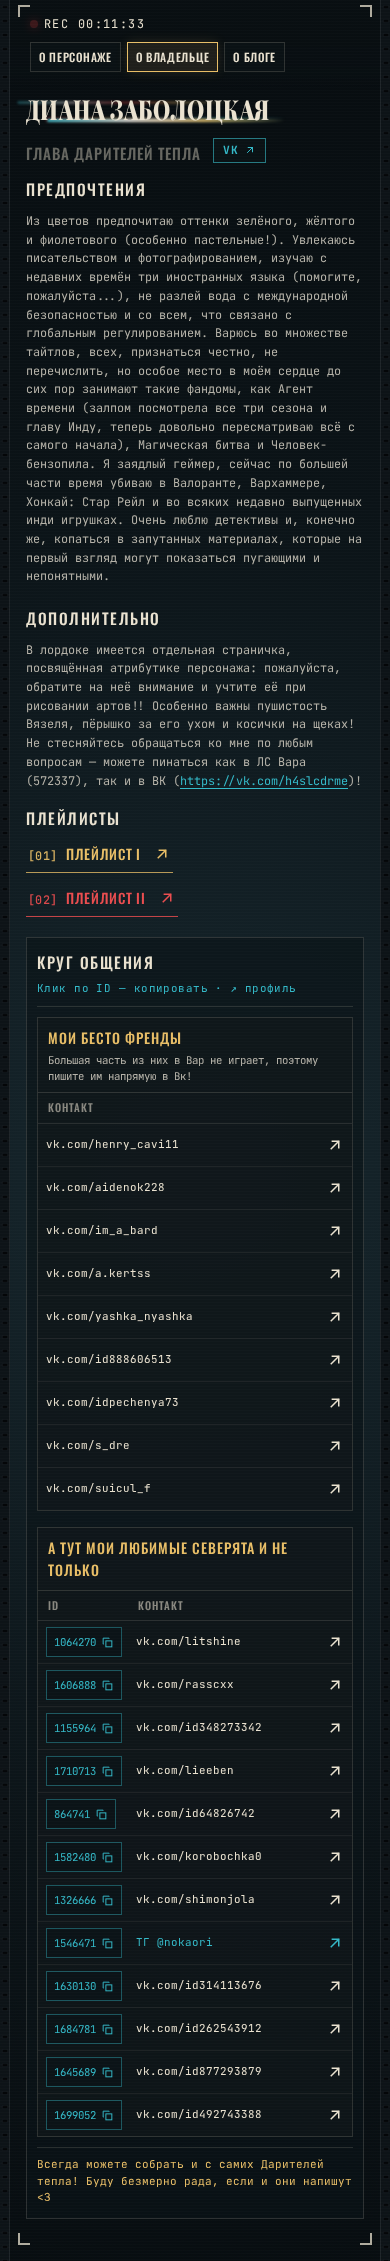 REC 00:11:33
О ПЕРСОНАЖЕ
О ВЛАДЕЛЬЦЕ
О БЛОГЕ
ДИАНА ЗАБОЛОЦКАЯ
ГЛАВА ДАРИТЕЛЕЙ ТЕПЛА
VK ↗
ПРЕДПОЧТЕНИЯ
Из цветов предпочитаю оттенки зелёного, жёлтого
и фиолетового (особенно пастельные!). Увлекаюсь
писательством и фотографированием, изучаю с
недавних времён три иностранных языка (помогите,
пожалуйста...), не разлей вода с международной
безопасностью и со всем, что связано с
глобальным регулированием. Варюсь во множестве
тайтлов, всех, признаться честно, не
перечислить, но особое место в моём сердце до
сих пор занимают такие фандомы, как Агент
времени (залпом посмотрела все три сезона и
главу Инду, теперь довольно пересматриваю всё с
самого начала), Магическая битва и Человек-
бензопила. Я заядлый геймер, сейчас по большей
части время убиваю в Валоранте, Вархаммере,
Хонкай: Стар Рейл и во всяких недавно выпущенных
инди игрушках. Очень люблю детективы и, конечно
же, копаться в запутанных материалах, которые на
первый взгляд могут показаться пугающими и
непонятными.
ДОПОЛНИТЕЛЬНО
В лордоке имеется отдельная страничка,
посвящённая атрибутике персонажа: пожалуйста,
обратите на неё внимание и учтите её при
рисовании артов!! Особенно важны пушистость
Вязеля, пёрышко за его ухом и косички на щеках!
Не стесняйтесь обращаться ко мне по любым
вопросам — можете пинаться как в ЛС Вара
(572337), так и в ВК (https://vk.com/h4slcdrme)!
ПЛЕЙЛИСТЫ
[01] ПЛЕЙЛИСТ I ↗
[02] ПЛЕЙЛИСТ II ↗
КРУГ ОБЩЕНИЯ
Клик по ID — копировать · ↗ профиль
МОИ БЕСТО ФРЕНДЫ
Большая часть из них в Вар не играет, поэтому
пишите им напрямую в Вк!
КОНТАКТ
vk.com/henry_cavi11 ↗
vk.com/aidenok228 ↗
vk.com/im_a_bard ↗
vk.com/a.kertss ↗
vk.com/yashka_nyashka ↗
vk.com/id888606513 ↗
vk.com/idpechenya73 ↗
vk.com/s_dre ↗
vk.com/suicul_f ↗
А ТУТ МОИ ЛЮБИМЫЕ СЕВЕРЯТА И НЕ
ТОЛЬКО
ID КОНТАКТ
1064270 vk.com/litshine ↗
1606888 vk.com/rasscxx ↗
1155964 vk.com/id348273342 ↗
1710713 vk.com/lieeben ↗
864741 vk.com/id64826742 ↗
1582480 vk.com/korobochka0 ↗
1326666 vk.com/shimonjola ↗
1546471 ТГ @nokaori ↗
1630130 vk.com/id314113676 ↗
1684781 vk.com/id262543912 ↗
1645689 vk.com/id877293879 ↗
1699052 vk.com/id492743388 ↗
Всегда можете собрать и с самих Дарителей
тепла! Буду безмерно рада, если и они напишут
<3